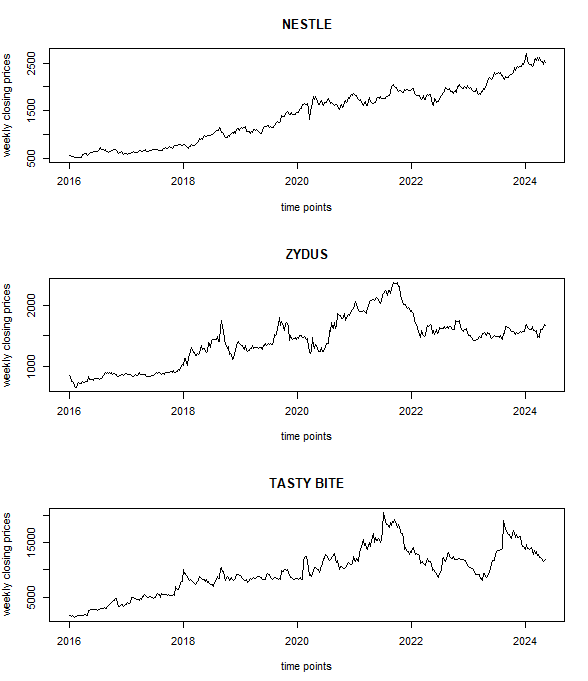 NESTLE
weekly closing prices
2500
1500
500
2016 2018 2020 2022 2024
time points
ZYDUS
weekly closing prices
2000
1000
2016 2018 2020 2022 2024
time points
TASTY BITE
weekly closing prices
15000
5000
2016 2018 2020 2022 2024
time points